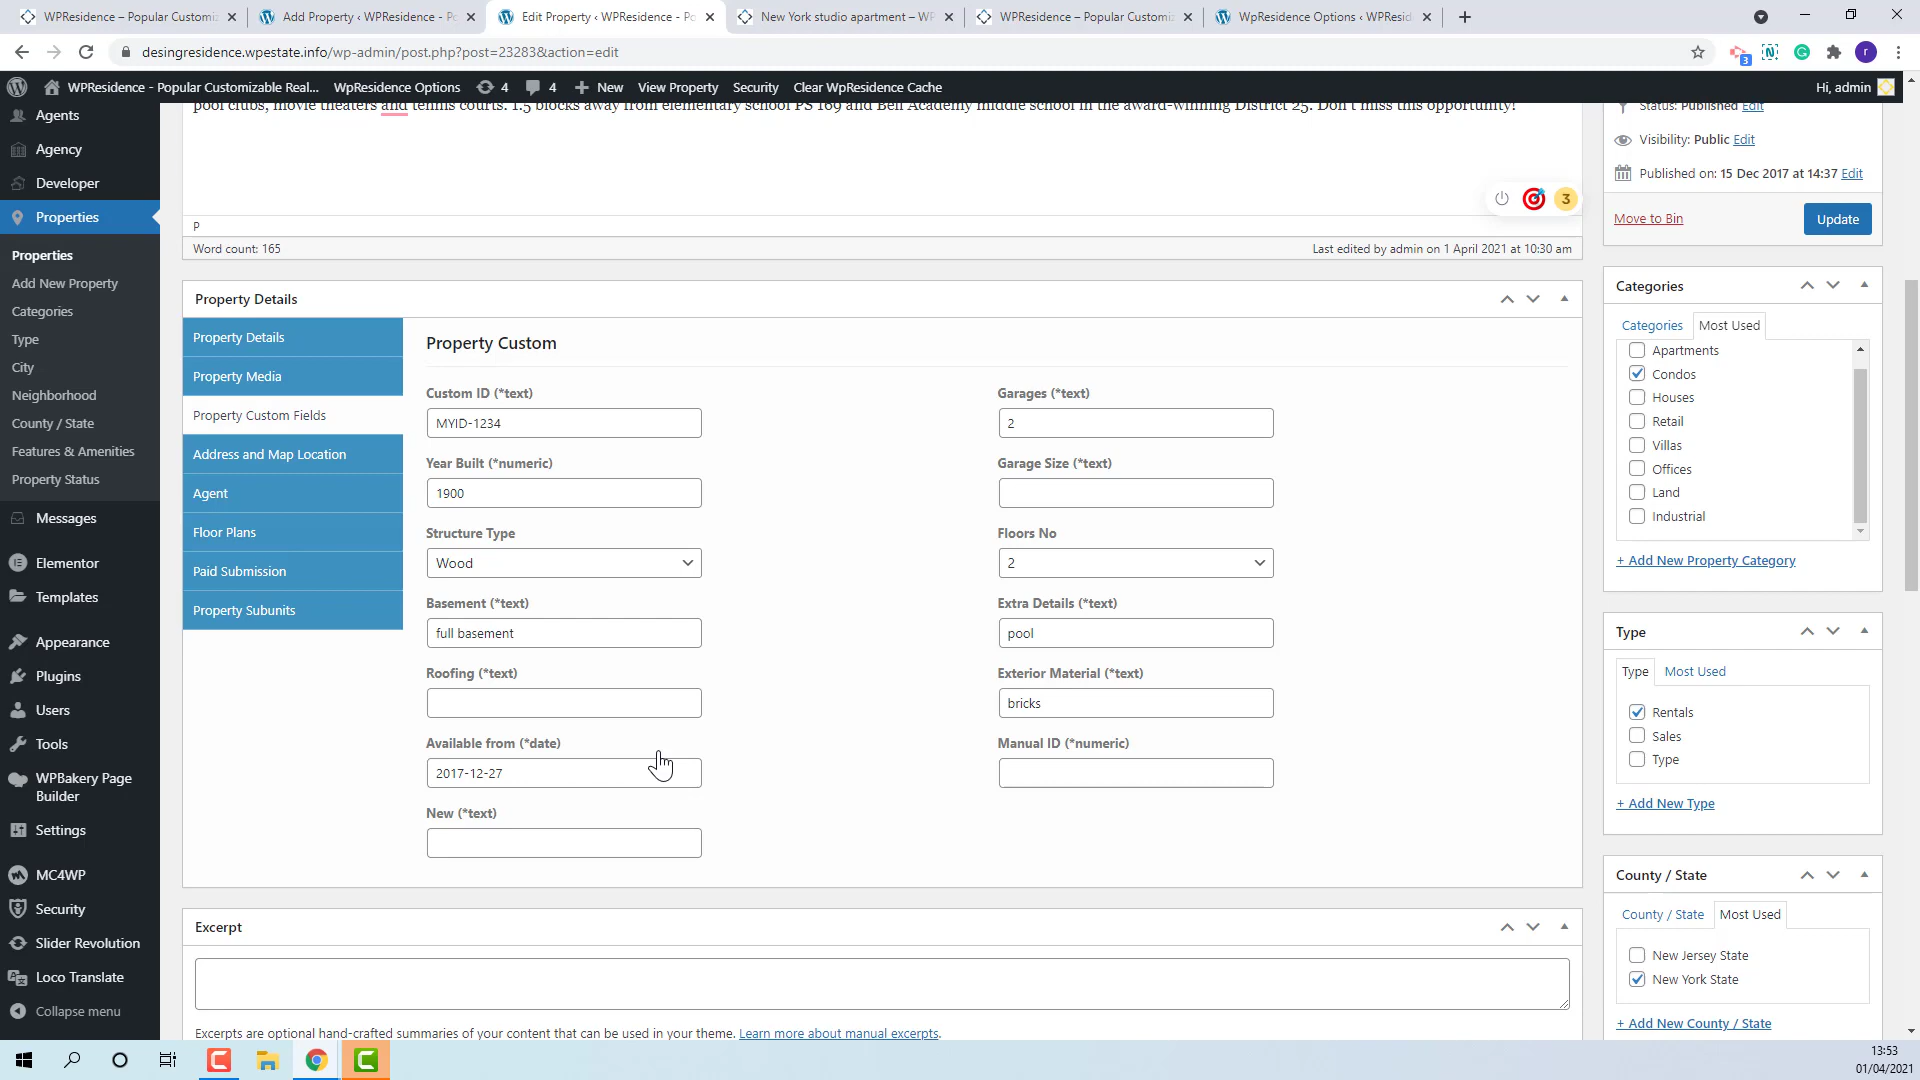 WPResidence – Popular Customiz
Add Property ‹ WPResidence - Po
Edit Property ‹ WPResidence - Po
New York studio apartment – WP
WPResidence – Popular Customiz
WpResidence Options ‹ WPResid
desingresidence.wpestate.info/wp-admin/post.php?post=23283&action=edit
WPResidence - Popular Customizable Real... WpResidence Options 4 4 New View Property Security Clear WpResidence Cache Hi, admin
Agents
Agency
Developer
Properties
Properties
Add New Property
Categories
Type
City
Neighborhood
County / State
Features & Amenities
Property Status
Messages
Elementor
Templates
Appearance
Plugins
Users
Tools
WPBakery Page
Builder
Settings
MC4WP
Security
Slider Revolution
Loco Translate
Collapse menu
pool clubs, movie theaters and tennis courts. 1.5 blocks away from elementary school PS 169 and Bell Academy middle school in the award-winning District 25. Don't miss this opportunity!
3
P
Word count: 165
Last edited by admin on 1 April 2021 at 10:30 am
Property Details
Property Details
Property Media
Property Custom Fields
Address and Map Location
Agent
Floor Plans
Paid Submission
Property Subunits
Property Custom
Custom ID (*text)
MYID-1234
Garages (*text)
2
Year Built (*numeric)
1900
Garage Size (*text)
Structure Type
Wood
Floors No
2
Basement (*text)
full basement
Extra Details (*text)
pool
Roofing (*text)
Exterior Material (*text)
bricks
Available from (*date)
2017-12-27
Manual ID (*numeric)
New (*text)
Excerpt
Excerpts are optional hand-crafted summaries of your content that can be used in your theme. Learn more about manual excerpts.
Status: Published Edit
Visibility: Public Edit
Published on: 15 Dec 2017 at 14:37 Edit
Move to Bin
Update
Categories
Categories
Most Used
Apartments
Condos
Houses
Retail
Villas
Offices
Land
Industrial
+ Add New Property Category
Type
Type
Most Used
Rentals
Sales
Type
+ Add New Type
County / State
County / State
Most Used
New Jersey State
New York State
+ Add New County / State
13:53
01/04/2021